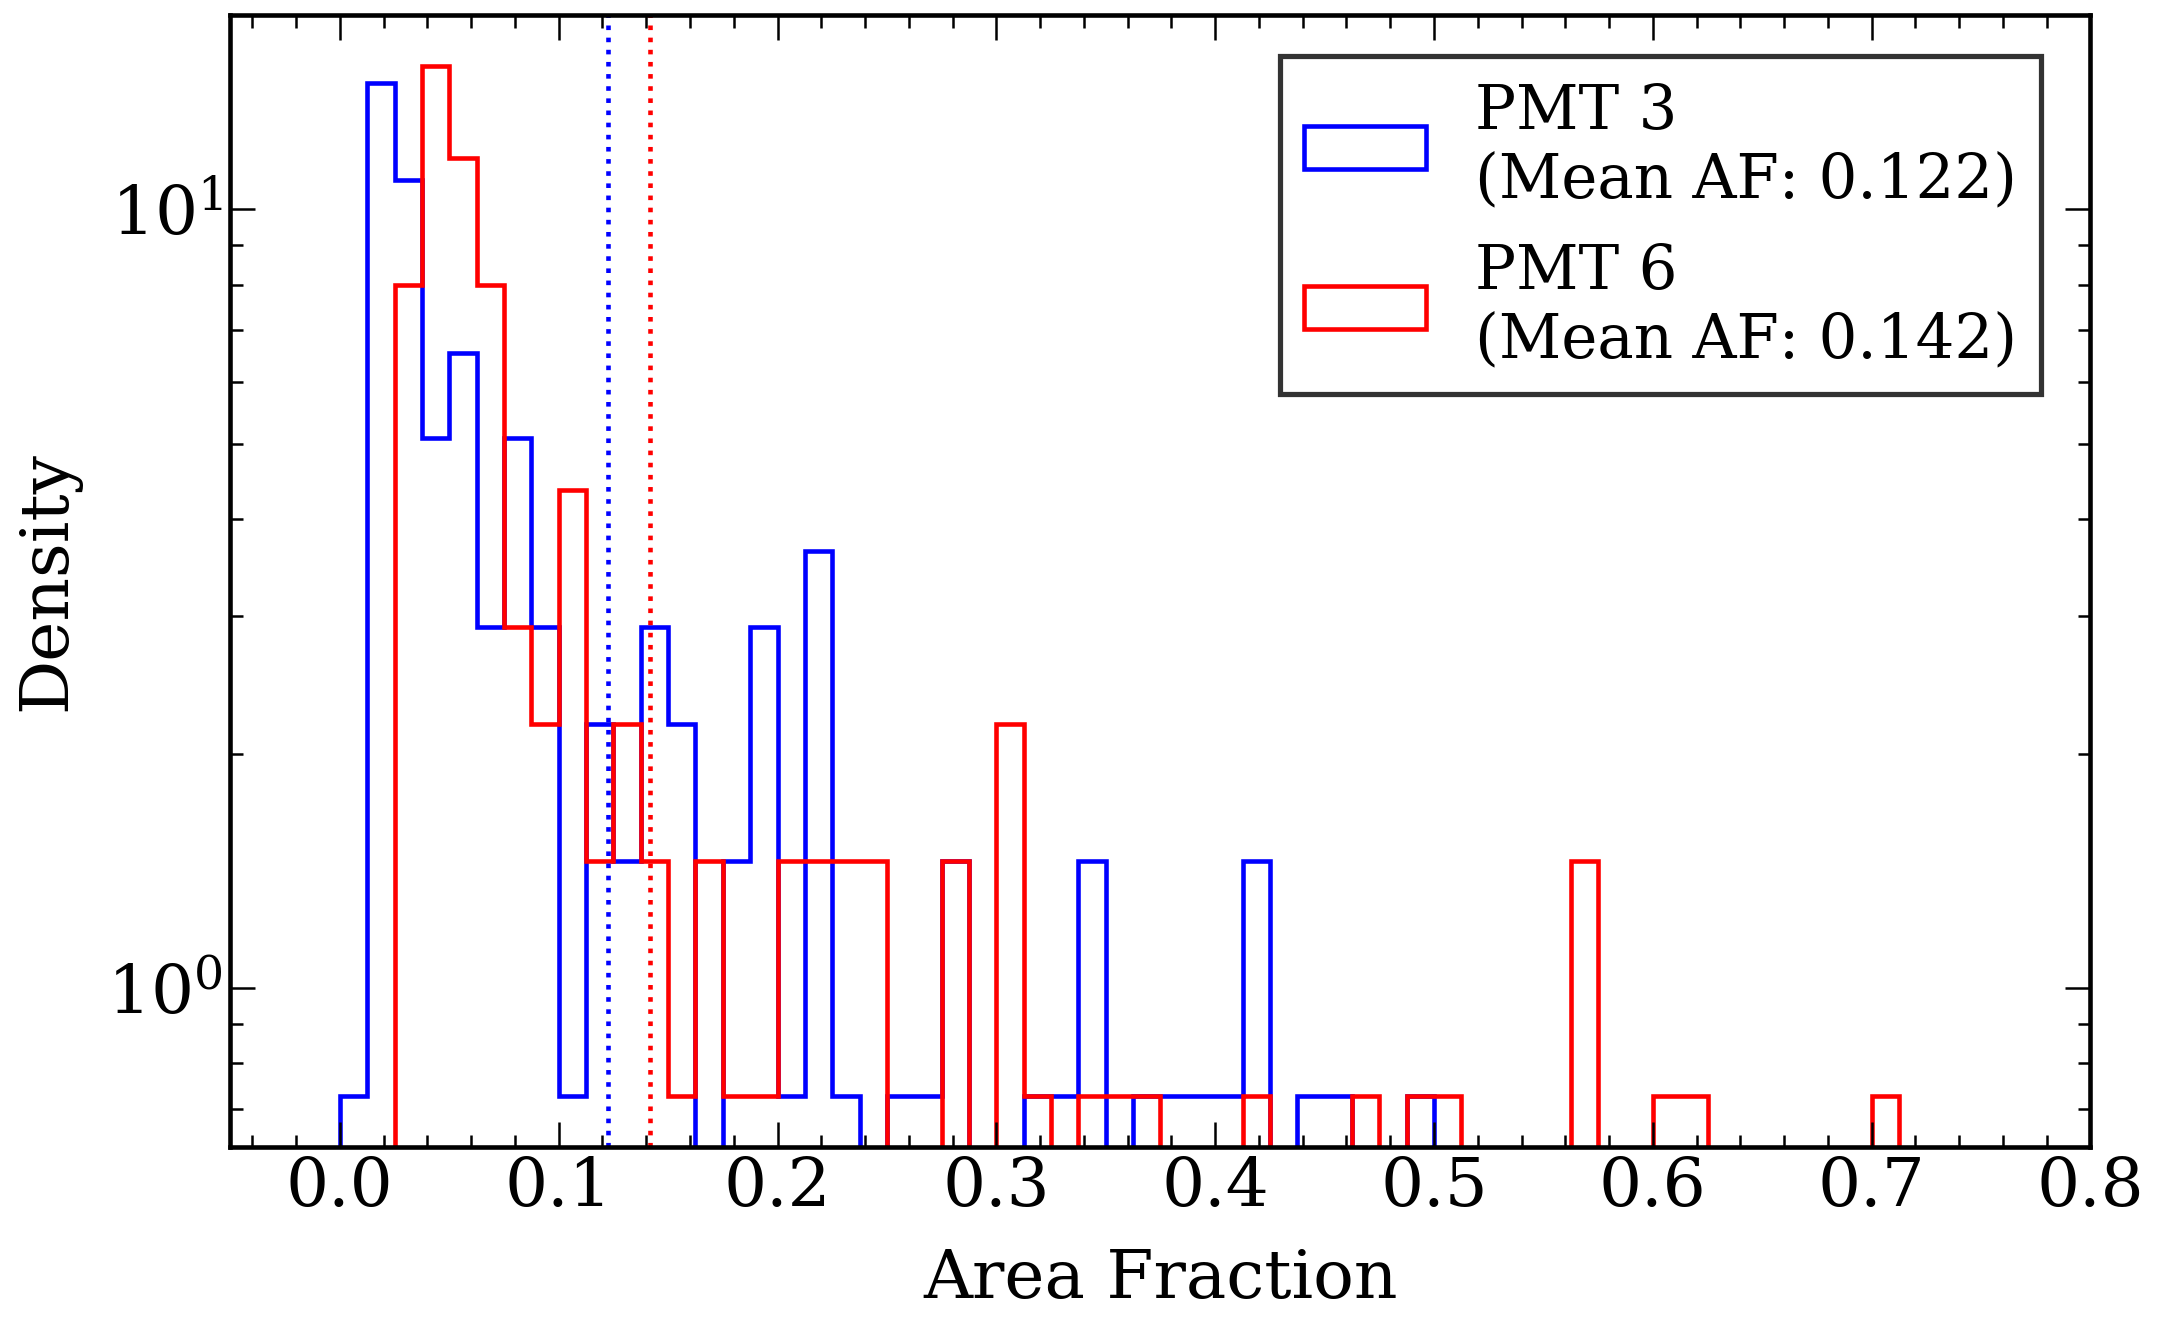 PMT 3
(Mean AF: 0.122)
PMT 6
(Mean AF: 0.142)
10¹
10⁰
Density
0.0 0.1 0.2 0.3 0.4 0.5 0.6 0.7 0.8
Area Fraction